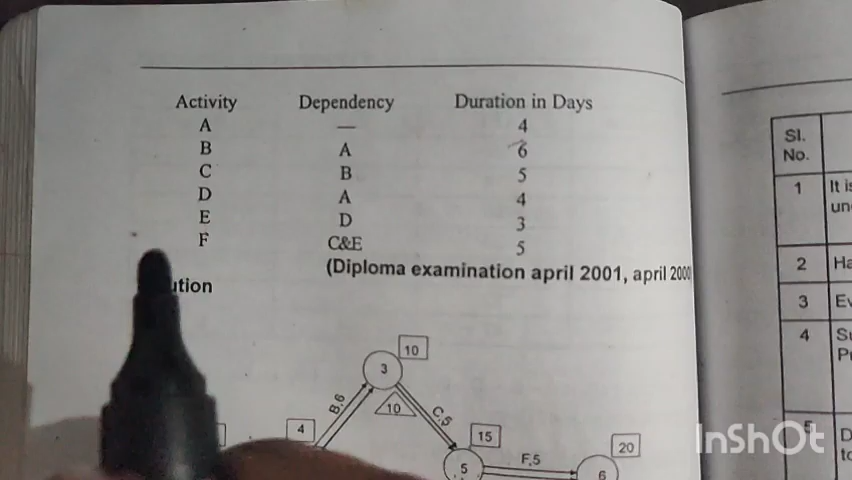 Activity Dependency Duration in Days
A — 4
B A 6
C B 5
D A 4
E D 3
F C&E 5
(Diploma examination april 2001, april 2000
ution
10
3
10
B,6
C,5
4
15
5
F,5
20
6
Sl.
No.
1 It is
un
2 Ha
3 Ev
4 Su
P
5 D
to
InShOt